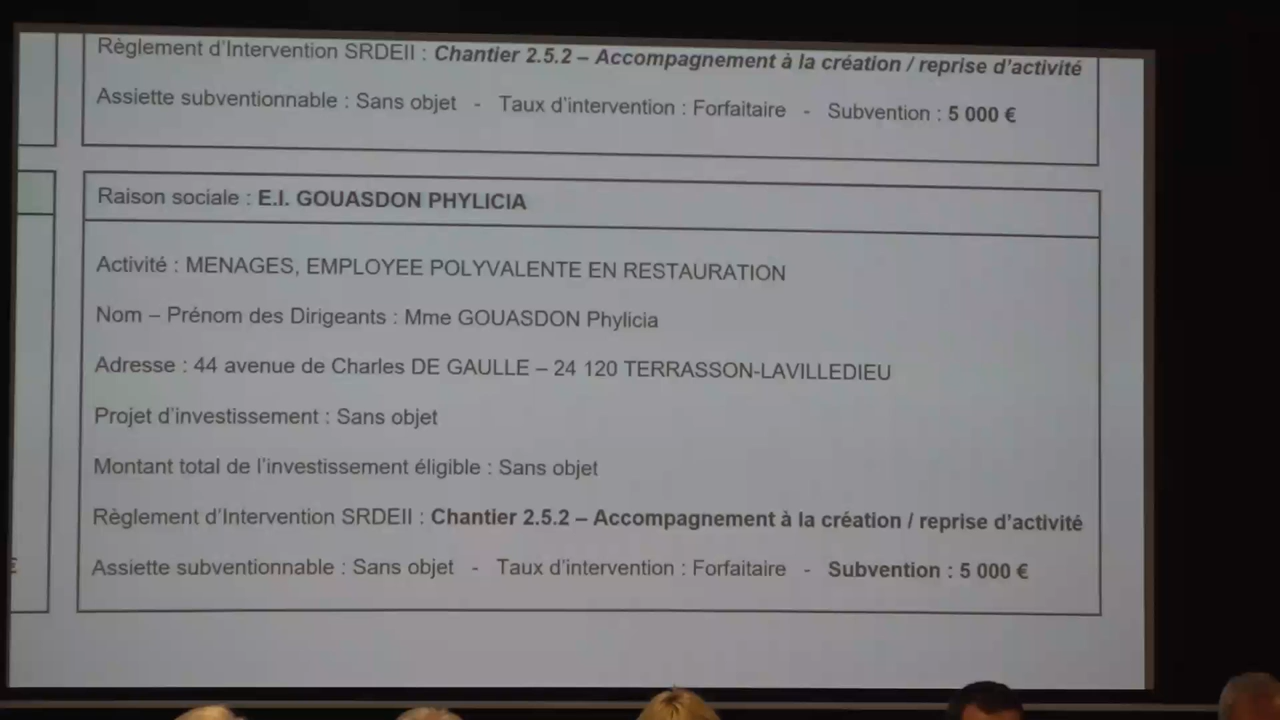 Règlement d'Intervention SRDEII : Chantier 2.5.2 – Accompagnement à la création / reprise d'activité
Assiette subventionnable : Sans objet - Taux d'intervention : Forfaitaire - Subvention : 5 000 €
Raison sociale : E.I. GOUASDON PHYLICIA
Activité : MENAGES, EMPLOYEE POLYVALENTE EN RESTAURATION
Nom – Prénom des Dirigeants : Mme GOUASDON Phylicia
Adresse : 44 avenue de Charles DE GAULLE – 24 120 TERRASSON-LAVILLEDIEU
Projet d'investissement : Sans objet
Montant total de l'investissement éligible : Sans objet
Règlement d'Intervention SRDEII : Chantier 2.5.2 – Accompagnement à la création / reprise d'activité
€
Assiette subventionnable : Sans objet - Taux d'intervention : Forfaitaire - Subvention : 5 000 €